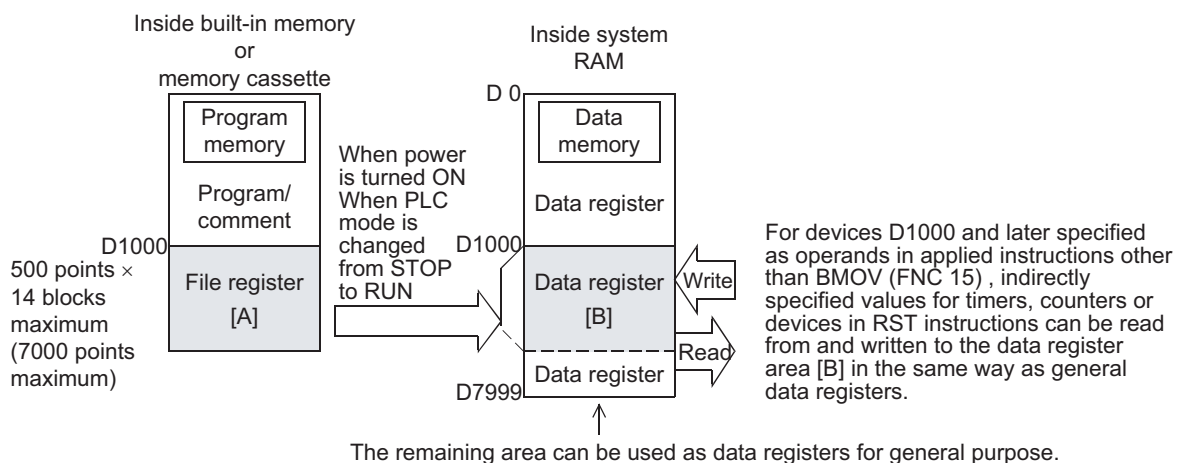 Inside built-in memory
or
memory cassette
Program
memory
Program/
comment
D1000
File register
[A]
500 points ×
14 blocks
maximum
(7000 points
maximum)
When power
is turned ON
When PLC
mode is
changed
from STOP
to RUN
Inside system
RAM
D 0
Data
memory
Data register
D1000
Data register
[B]
Data register
D7999
Write
Read
For devices D1000 and later specified
as operands in applied instructions other
than BMOV (FNC 15) , indirectly
specified values for timers, counters or
devices in RST instructions can be read
from and written to the data register
area [B] in the same way as general
data registers.
The remaining area can be used as data registers for general purpose.